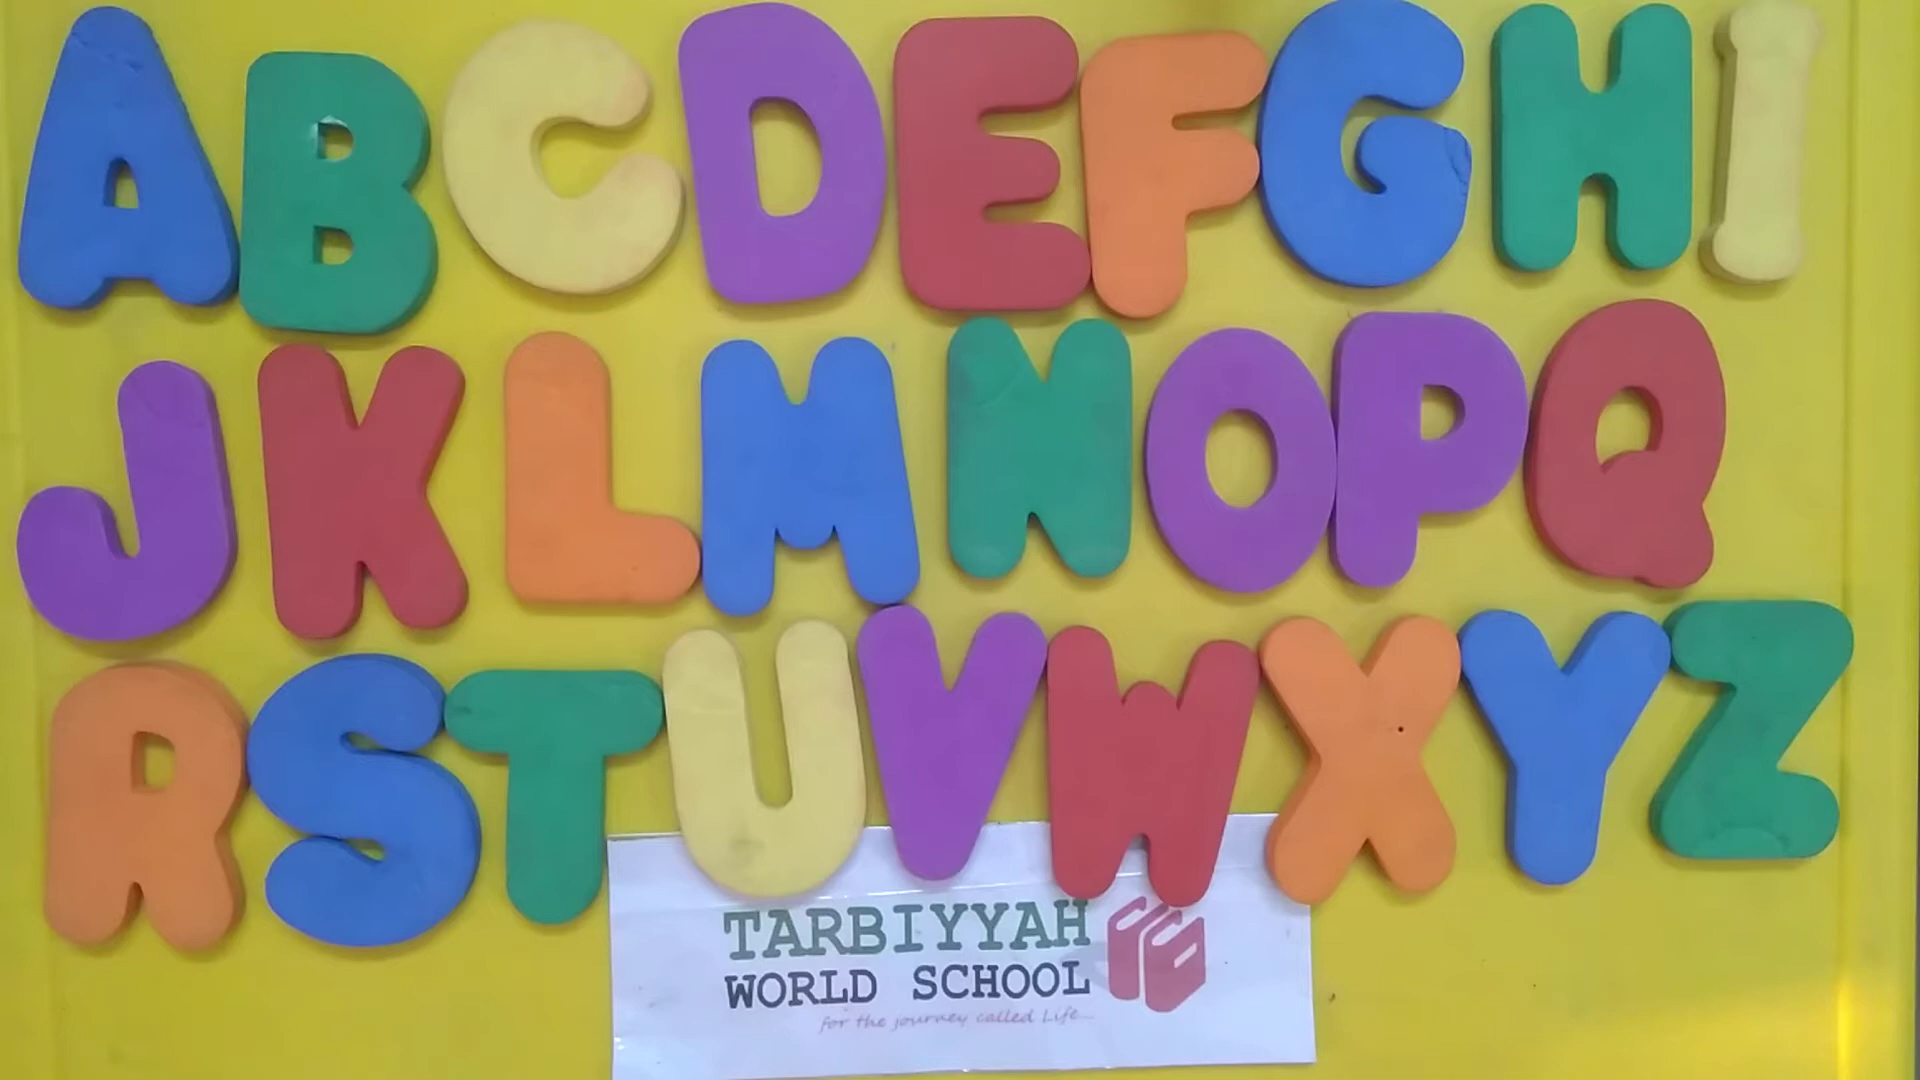 ABCDEFGHI
JKLMNOPQ
RSTUVWXYZ
TARBIYYAH
WORLD SCHOOL
for the journey called Life...